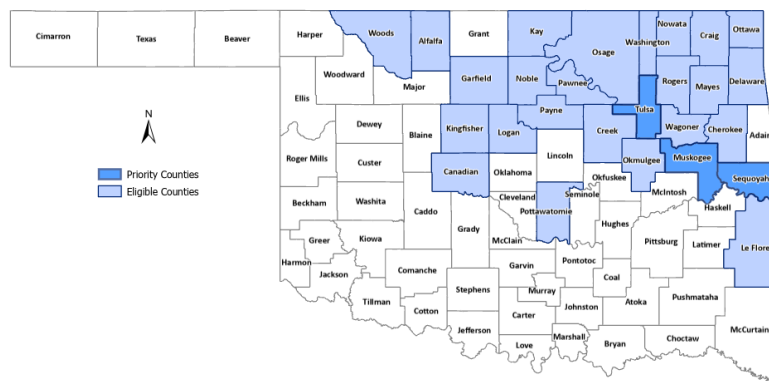 Cimarron
Texas
Beaver
Harper
Woods
Alfalfa
Grant
Kay
Osage
Washington
Nowata
Craig
Ottawa
Woodward
Major
Garfield
Noble
Pawnee
Rogers
Mayes
Delaware
Ellis
Dewey
Blaine
Kingfisher
Logan
Payne
Creek
Tulsa
Wagoner
Cherokee
Adair
N
Roger Mills
Custer
Canadian
Oklahoma
Lincoln
Okmulgee
Muskogee
Sequoyah
Priority Counties
Eligible Counties
Okfuskee
McIntosh
Haskell
Beckham
Washita
Caddo
Cleveland
Pottawatomie
Seminole
Hughes
Grady
McClain
Greer
Kiowa
Pittsburg
Latimer
Le Flore
Harmon
Jackson
Comanche
Garvin
Pontotoc
Coal
Tillman
Cotton
Stephens
Murray
Johnston
Atoka
Pushmataha
Carter
Jefferson
Love
Marshall
Bryan
Choctaw
McCurtain